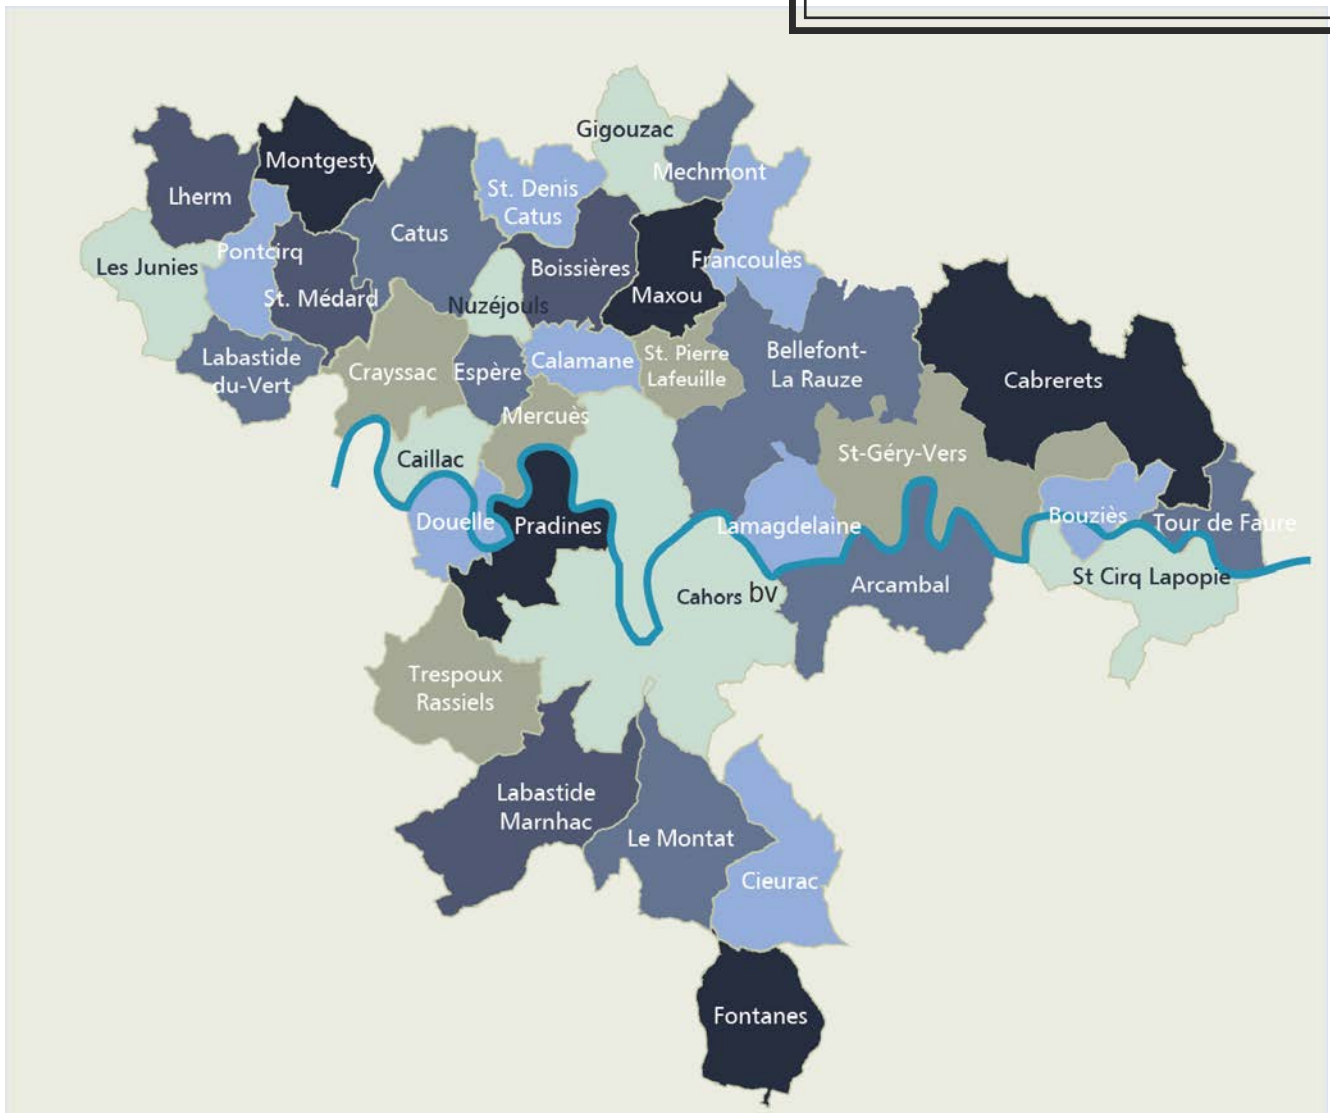 Gigouzac
Montgesty
Mechmont
Lherm
St. Denis
Catus
Catus
Pontcirq
Francoulès
Les Junies
Boissières
St. Médard
Maxou
Nuzéjouls
Labastide
du-Vert
Crayssac
Espère
Calamane
St. Pierre
Lafeuille
Bellefont-
La Rauze
Cabrerets
Mercuès
Caillac
St-Géry-Vers
Douelle
Pradines
Lamagdelaine
Bouziès
Tour de Faure
St Cirq Lapopie
Cahors bv
Arcambal
Trespoux
Rassiels
Labastide
Marnhac
Le Montat
Cieurac
Fontanes